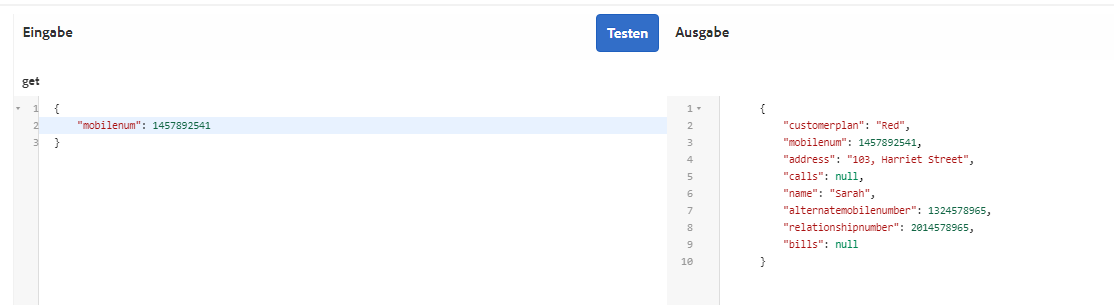 Eingabe
Testen
Ausgabe
get
1 {
2 "mobilenum": 1457892541
3 }
1 {
2 "customerplan": "Red",
3 "mobilenum": 1457892541,
4 "address": "103, Harriet Street",
5 "calls": null,
6 "name": "Sarah",
7 "alternatemobilenumber": 1324578965,
8 "relationshipnumber": 2014578965,
9 "bills": null
10 }